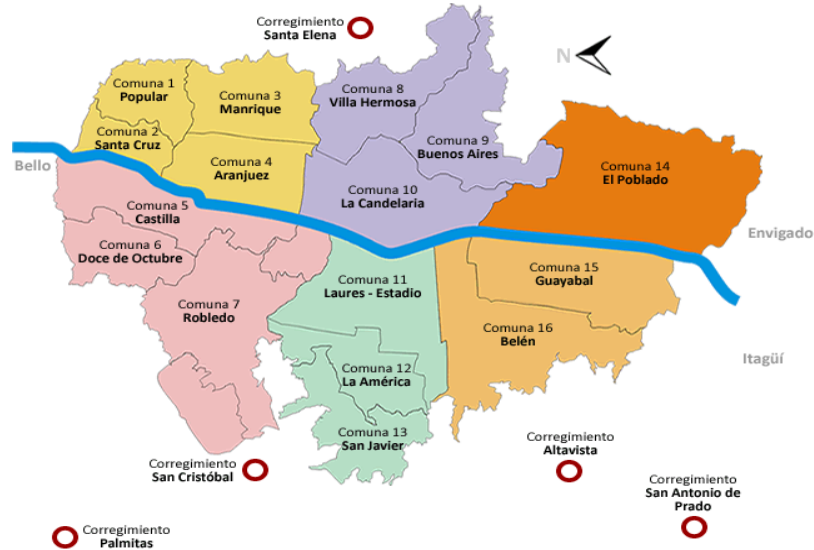 Corregimiento
Santa Elena
N
Comuna 1
Popular
Comuna 3
Manrique
Comuna 8
Villa Hermosa
Comuna 2
Santa Cruz
Comuna 9
Buenos Aires
Comuna 4
Aranjuez
Comuna 14
El Poblado
Bello
Comuna 10
La Candelaria
Comuna 5
Castilla
Envigado
Comuna 6
Doce de Octubre
Comuna 15
Guayabal
Comuna 11
Laures - Estadio
Comuna 7
Robledo
Comuna 16
Belén
Itagüí
Comuna 12
La América
Comuna 13
San Javier
Corregimiento
Altavista
Corregimiento
San Cristóbal
Corregimiento
San Antonio de
Prado
Corregimiento
Palmitas